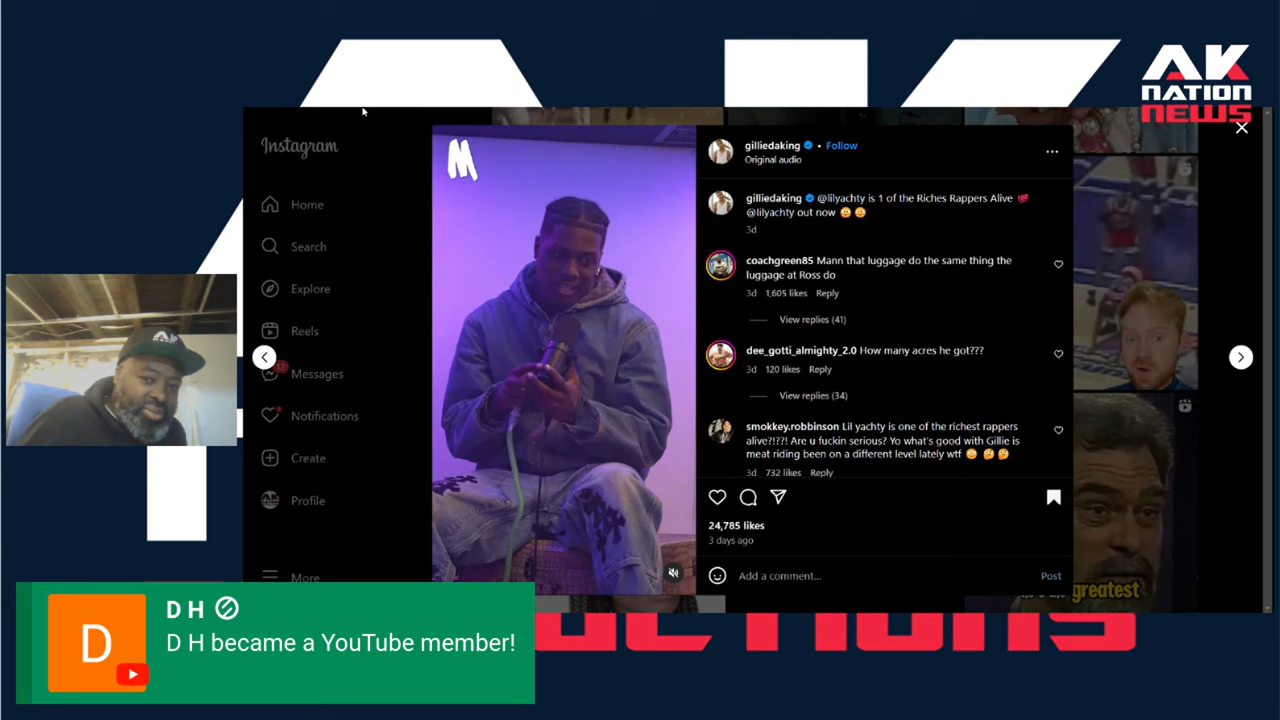 AK
NATION
NEWS
Instagram
Home
Search
Explore
Reels
Messages
Notifications
Create
Profile
More
M
gilliedaking • Follow
Original audio
gilliedaking @lilyachty is 1 of the Riches Rappers Alive 💯
@lilyachty out now 😳 😳
3d
coachgreen85 Mann that luggage do the same thing the
luggage at Ross do
3d 1,605 likes Reply
View replies (41)
dee_gotti_almighty_2.0 How many acres he got???
3d 120 likes Reply
View replies (34)
smokkey.robbinson Lil yachty is one of the richest rappers
alive?!??! Are u fuckin serious? Yo what's good with Gillie is
meat riding been on a different level lately wtf
3d 732 likes Reply
24,785 likes
3 days ago
Add a comment...
Post
greatest
D
D H
D H became a YouTube member!